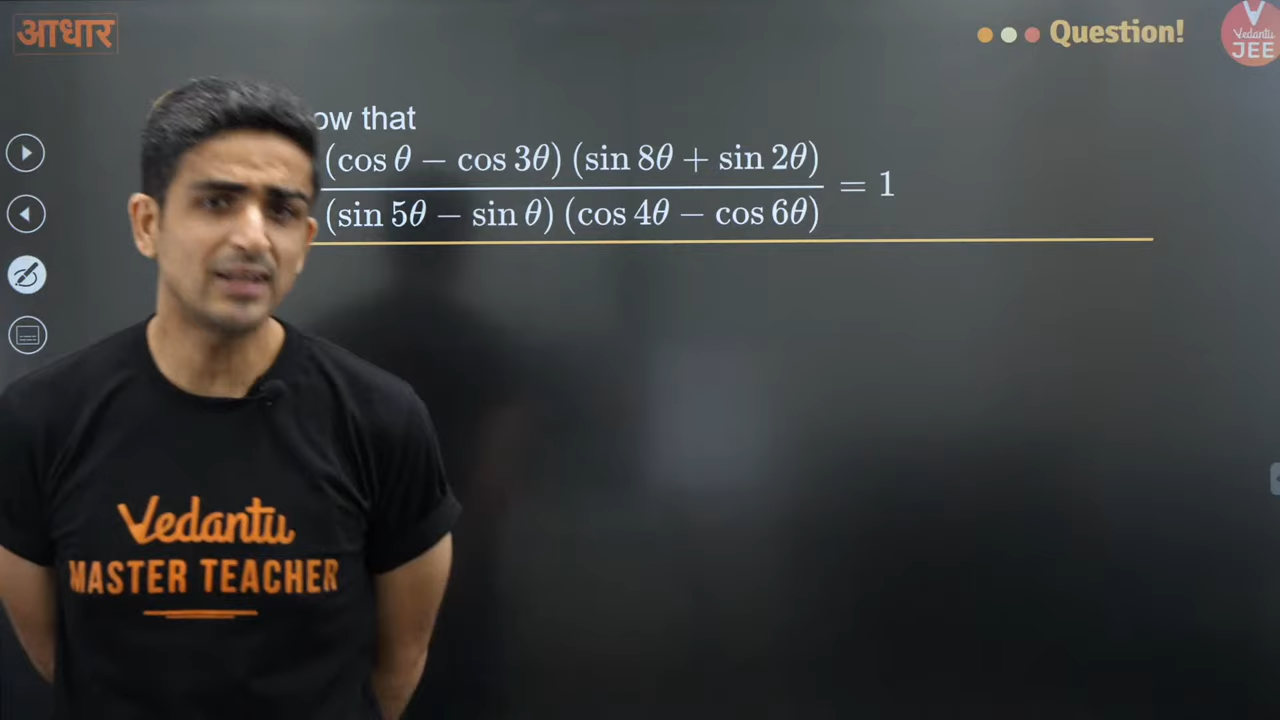 आधार
Question!
Vedantu
JEE
ow that
(cos θ − cos 3θ) (sin 8θ + sin 2θ)
(sin 5θ − sin θ) (cos 4θ − cos 6θ)
= 1
Vedantu
MASTER TEACHER